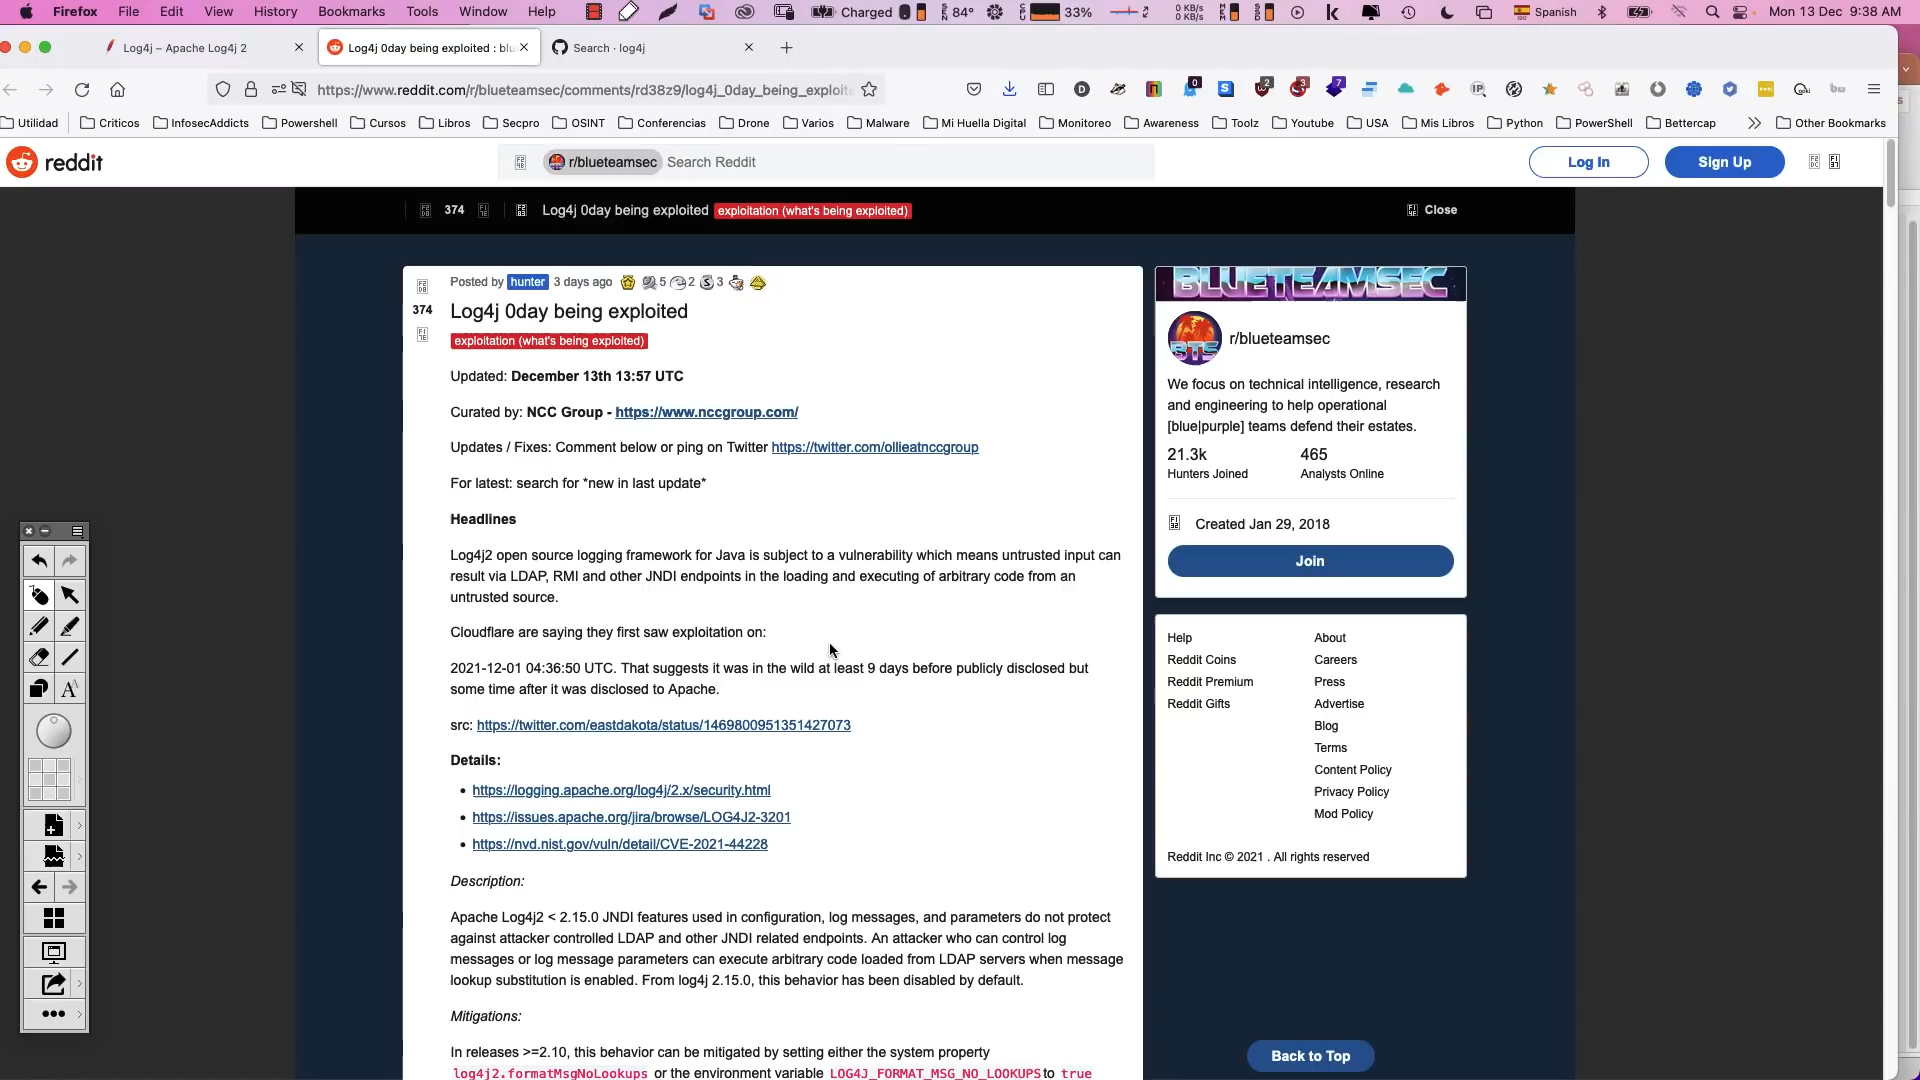 Firefox File Edit View History Bookmarks Tools Window Help Charged 84° 33% 0 KB/s 0 KB/s Spanish Mon 13 Dec 9:38 AM
Log4j – Apache Log4j 2 Log4j 0day being exploited : blu Search · log4j
https://www.reddit.com/r/blueteamsec/comments/rd38z9/log4j_0day_being_exploite
Utilidad Criticos InfosecAddicts Powershell Cursos Libros Secpro OSINT Conferencias Drone Varios Malware Mi Huella Digital Monitoreo Awareness Toolz Youtube USA Mis Libros Python PowerShell Bettercap Other Bookmarks
reddit r/blueteamsec Search Reddit Log In Sign Up
374 Log4j 0day being exploited exploitation (what's being exploited) Close
Posted by hunter 3 days ago 5 2 3
374 Log4j 0day being exploited
exploitation (what's being exploited)
Updated: December 13th 13:57 UTC
Curated by: NCC Group - https://www.nccgroup.com/
Updates / Fixes: Comment below or ping on Twitter https://twitter.com/ollieatnccgroup
For latest: search for *new in last update*
Headlines
Log4j2 open source logging framework for Java is subject to a vulnerability which means untrusted input can
result via LDAP, RMI and other JNDI endpoints in the loading and executing of arbitrary code from an
untrusted source.
Cloudflare are saying they first saw exploitation on:
2021-12-01 04:36:50 UTC. That suggests it was in the wild at least 9 days before publicly disclosed but
some time after it was disclosed to Apache.
src: https://twitter.com/eastdakota/status/1469800951351427073
Details:
• https://logging.apache.org/log4j/2.x/security.html
• https://issues.apache.org/jira/browse/LOG4J2-3201
• https://nvd.nist.gov/vuln/detail/CVE-2021-44228
Description:
Apache Log4j2 < 2.15.0 JNDI features used in configuration, log messages, and parameters do not protect
against attacker controlled LDAP and other JNDI related endpoints. An attacker who can control log
messages or log message parameters can execute arbitrary code loaded from LDAP servers when message
lookup substitution is enabled. From log4j 2.15.0, this behavior has been disabled by default.
Mitigations:
In releases >=2.10, this behavior can be mitigated by setting either the system property
log4j2.formatMsgNoLookups or the environment variable LOG4J_FORMAT_MSG_NO_LOOKUPS to true
BLUETEAMSEC
BTS
r/blueteamsec
We focus on technical intelligence, research
and engineering to help operational
[blue|purple] teams defend their estates.
21.3k 465
Hunters Joined Analysts Online
Created Jan 29, 2018
Join
Help About
Reddit Coins Careers
Reddit Premium Press
Reddit Gifts Advertise
Blog
Terms
Content Policy
Privacy Policy
Mod Policy
Reddit Inc © 2021 . All rights reserved
Back to Top